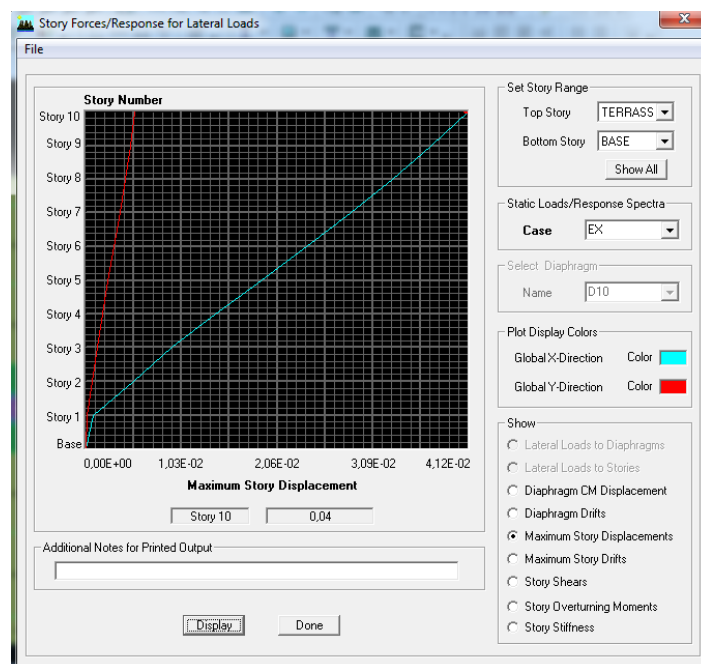 Story Forces/Response for Lateral Loads
File
Story Number
Story 10
Story 9
Story 8
Story 7
Story 6
Story 5
Story 4
Story 3
Story 2
Story 1
Base
0,00E+00 1,03E-02 2,06E-02 3,09E-02 4,12E-02
Maximum Story Displacement
Story 10 0,04
Additional Notes for Printed Output
Display Done
Set Story Range
Top Story TERRASS
Bottom Story BASE
Show All
Static Loads/Response Spectra
Case EX
Select Diaphragm
Name D10
Plot Display Colors
Global X-Direction Color
Global Y-Direction Color
Show
Lateral Loads to Diaphragms
Lateral Loads to Stories
Diaphragm CM Displacement
Diaphragm Drifts
Maximum Story Displacements
Maximum Story Drifts
Story Shears
Story Overturning Moments
Story Stiffness